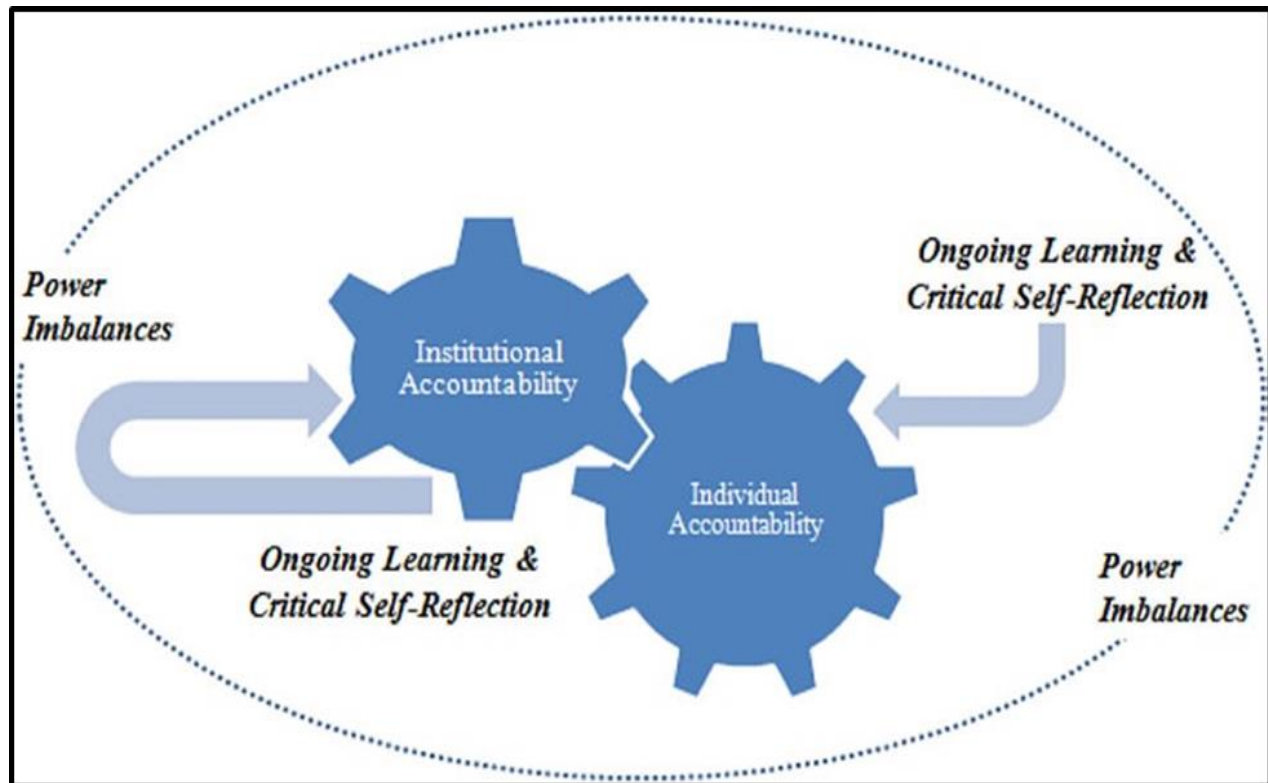 Power
Imbalances
Institutional
Accountability
Ongoing Learning &
Critical Self-Reflection
Ongoing Learning &
Critical Self-Reflection
Individual
Accountability
Power
Imbalances